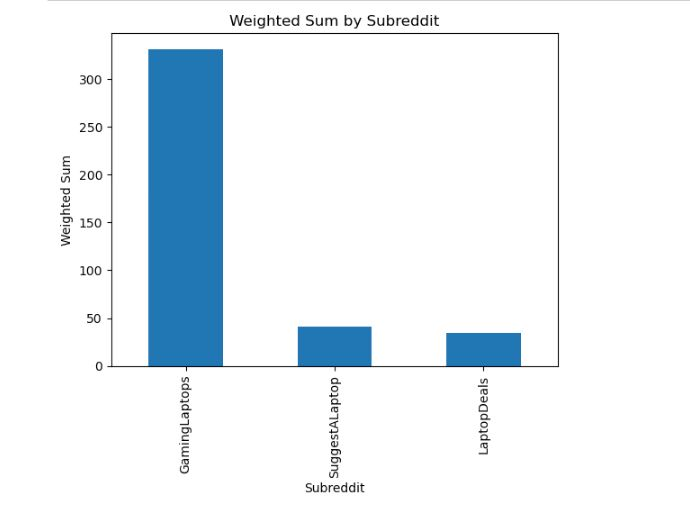 Weighted Sum by Subreddit
Weighted Sum
300
250
200
150
100
50
0
GamingLaptops
SuggestALaptop
LaptopDeals
Subreddit